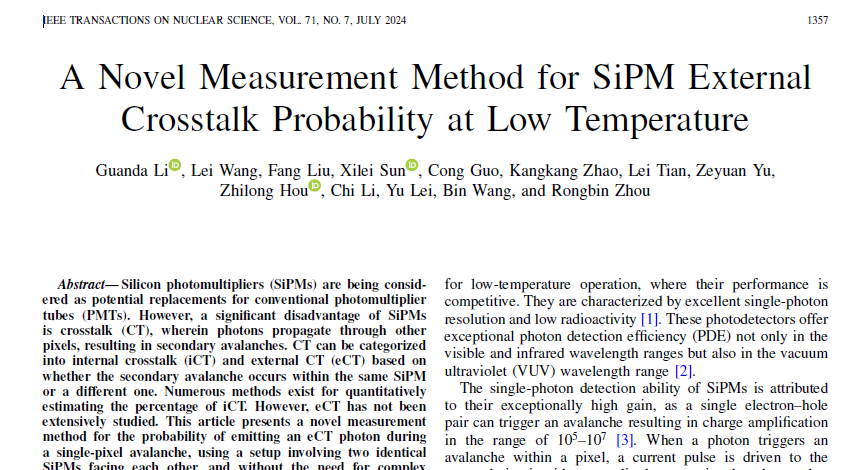 IEEE TRANSACTIONS ON NUCLEAR SCIENCE, VOL. 71, NO. 7, JULY 2024
1357
A Novel Measurement Method for SiPM External
Crosstalk Probability at Low Temperature
Guanda Li, Lei Wang, Fang Liu, Xilei Sun, Cong Guo, Kangkang Zhao, Lei Tian, Zeyuan Yu,
Zhilong Hou, Chi Li, Yu Lei, Bin Wang, and Rongbin Zhou
Abstract—Silicon photomultipliers (SiPMs) are being consid-
ered as potential replacements for conventional photomultiplier
tubes (PMTs). However, a significant disadvantage of SiPMs
is crosstalk (CT), wherein photons propagate through other
pixels, resulting in secondary avalanches. CT can be categorized
into internal crosstalk (iCT) and external CT (eCT) based on
whether the secondary avalanche occurs within the same SiPM
or a different one. Numerous methods exist for quantitatively
estimating the percentage of iCT. However, eCT has not been
extensively studied. This article presents a novel measurement
method for the probability of emitting an eCT photon during
a single-pixel avalanche, using a setup involving two identical
SiPMs facing each other, and without the need for complex
for low-temperature operation, where their performance is
competitive. They are characterized by excellent single-photon
resolution and low radioactivity [1]. These photodetectors offer
exceptional photon detection efficiency (PDE) not only in the
visible and infrared wavelength ranges but also in the vacuum
ultraviolet (VUV) wavelength range [2].
The single-photon detection ability of SiPMs is attributed
to their exceptionally high gain, as a single electron–hole
pair can trigger an avalanche resulting in charge amplification
in the range of 10⁵–10⁷ [3]. When a photon triggers an
avalanche within a pixel, a current pulse is driven to the